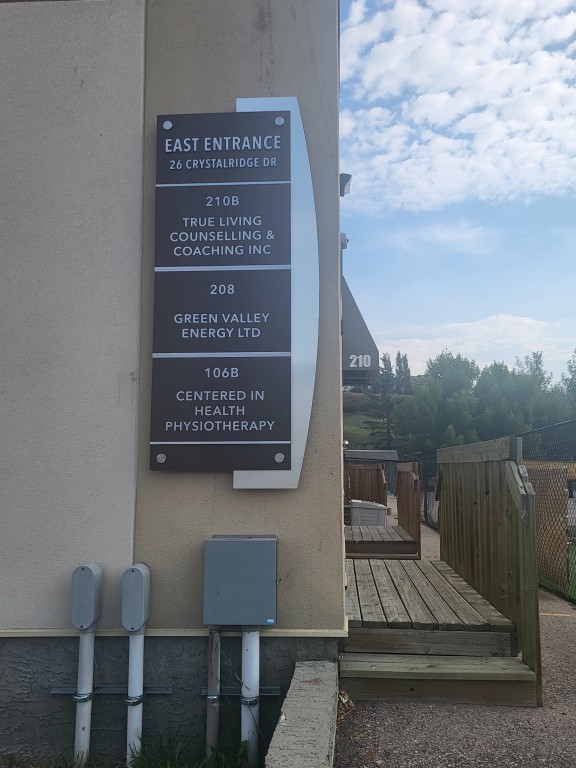 EAST ENTRANCE
26 CRYSTALRIDGE DR
210B
TRUE LIVING
COUNSELLING &
COACHING INC
208
GREEN VALLEY
ENERGY LTD
106B
CENTERED IN
HEALTH
PHYSIOTHERAPY
210